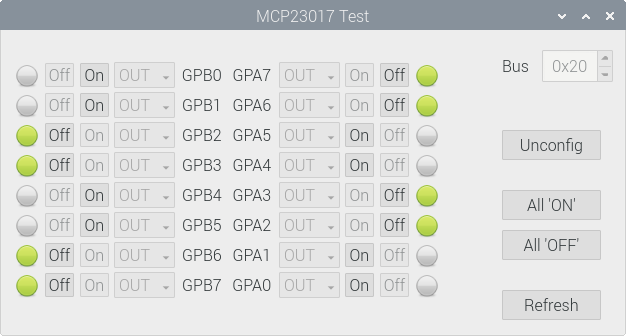 MCP23017 Test
Off On OUT GPB0 GPA7 OUT On Off Bus 0x20
Off On OUT GPB1 GPA6 OUT On Off
Off On OUT GPB2 GPA5 OUT On Off Unconfig
Off On OUT GPB3 GPA4 OUT On Off
Off On OUT GPB4 GPA3 OUT On Off All 'ON'
Off On OUT GPB5 GPA2 OUT On Off All 'OFF'
Off On OUT GPB6 GPA1 OUT On Off
Off On OUT GPB7 GPA0 OUT On Off Refresh